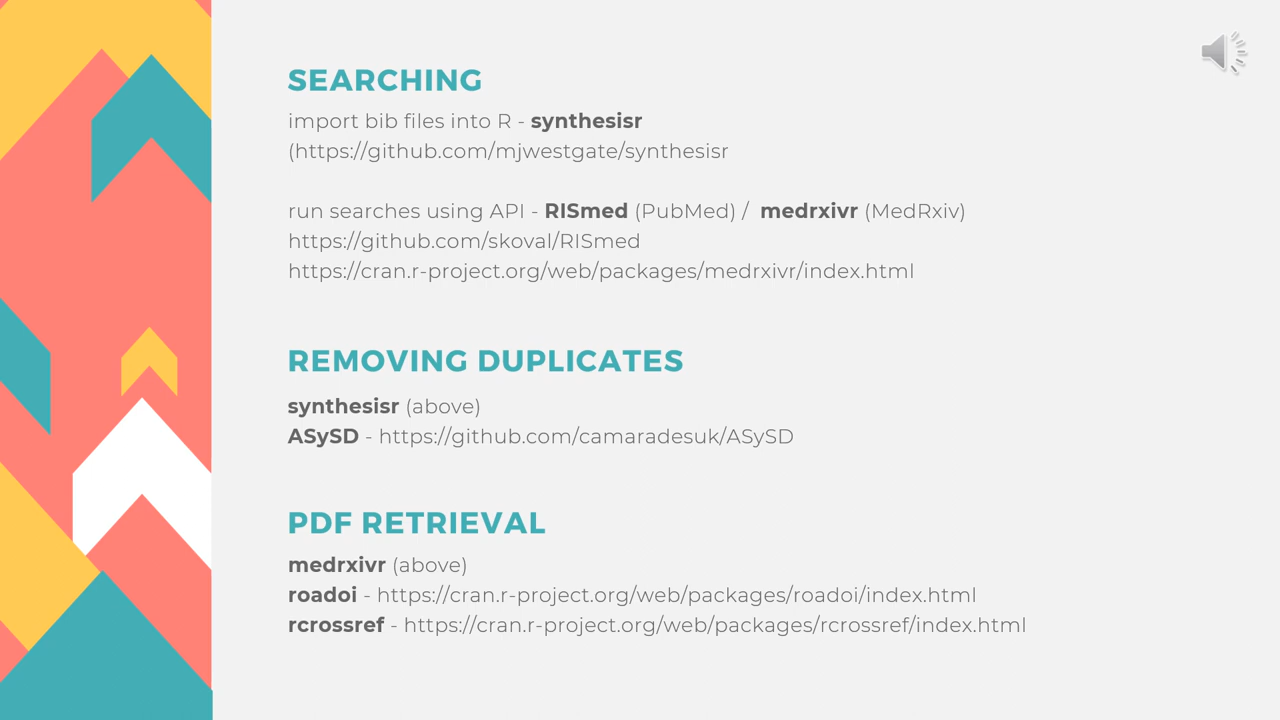 SEARCHING
import bib files into R - synthesisr
(https://github.com/mjwestgate/synthesisr
run searches using API - RISmed (PubMed) / medrxivr (MedRxiv)
https://github.com/skoval/RISmed
https://cran.r-project.org/web/packages/medrxivr/index.html
REMOVING DUPLICATES
synthesisr (above)
ASySD - https://github.com/camaradesuk/ASySD
PDF RETRIEVAL
medrxivr (above)
roadoi - https://cran.r-project.org/web/packages/roadoi/index.html
rcrossref - https://cran.r-project.org/web/packages/rcrossref/index.html